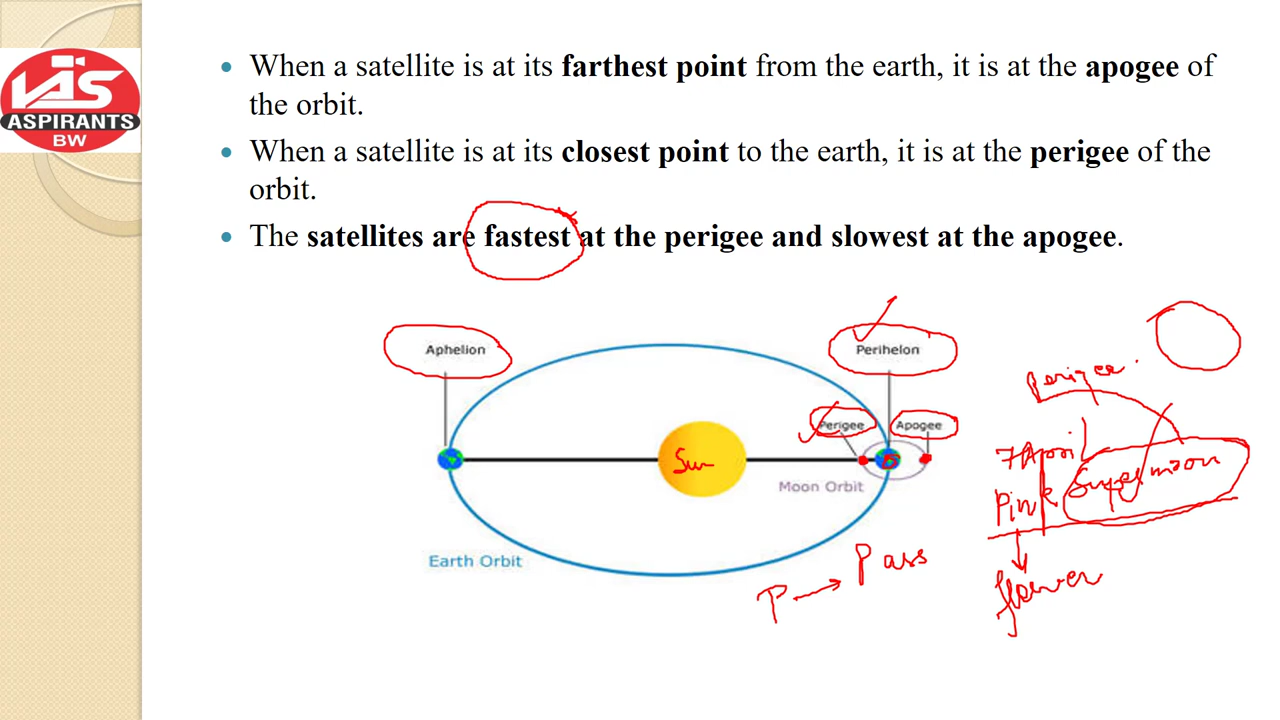 IAS
ASPIRANTS
BW
When a satellite is at its farthest point from the earth, it is at the apogee of
the orbit.
When a satellite is at its closest point to the earth, it is at the perigee of the
orbit.
The satellites are fastest at the perigee and slowest at the apogee.
Aphelion
Perihelon
Perigee
Apogee
Sun
Moon Orbit
Earth Orbit
P → Pass
Perigee
7 April
Pink Supermoon
flower